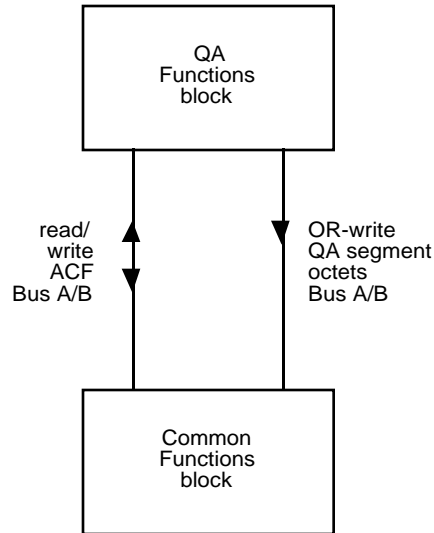 QA
Functions
block
read/
write
ACF
Bus A/B
OR-write
QA segment
octets
Bus A/B
Common
Functions
block